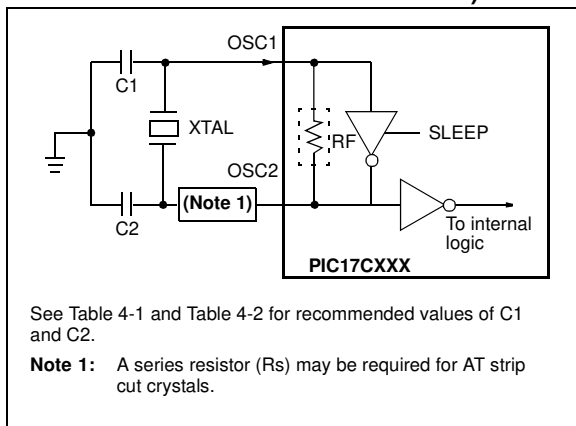 OSC1
C1
XTAL
RF
SLEEP
OSC2
(Note 1)
C2
To internal
logic
PIC17CXXX
See Table 4-1 and Table 4-2 for recommended values of C1
and C2.
Note 1: A series resistor (Rs) may be required for AT strip
cut crystals.